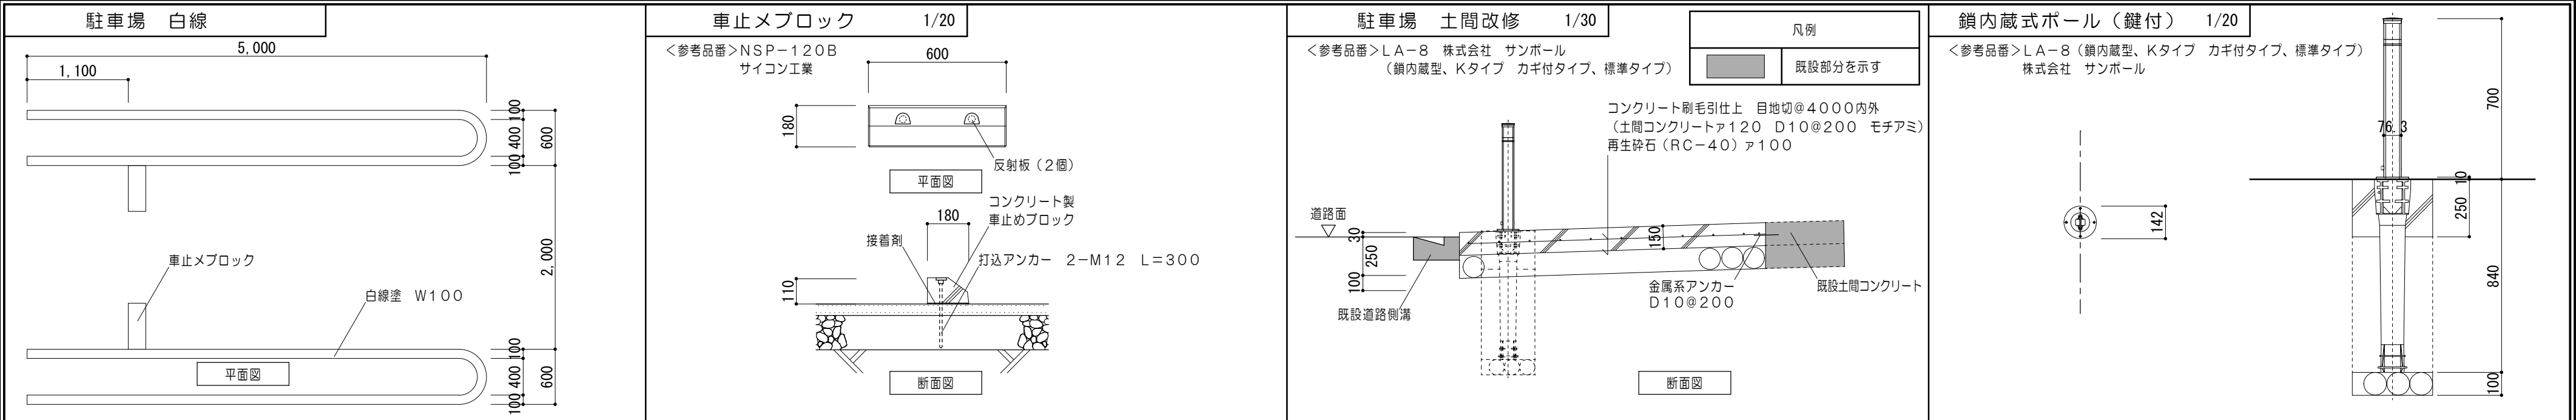 駐車場　白線
5,000
1,100
100
400
100
600
2,000
車止メブロック
白線塗　W100
100
400
100
600
平面図
車止メブロック　1/20
＜参考品番＞NSP－120B
サイコン工業
600
180
反射板（2個）
平面図
コンクリート製
車止めブロック
180
接着剤
打込アンカー　2－M12　L＝300
110
断面図
駐車場　土間改修　1/30
＜参考品番＞LA－8　株式会社　サンポール
（鎖内蔵型、Kタイプ　カギ付タイプ、標準タイプ）
凡例
既設部分を示す
コンクリート刷毛引仕上　目地切@4000内外
（土間コンクリートァ120　D10@200　モチアミ）
再生砕石（RC－40）ァ100
道路面
30
250
100
150
金属系アンカー
D10@200
既設土間コンクリート
既設道路側溝
断面図
鎖内蔵式ポール（鍵付）　1/20
＜参考品番＞LA－8（鎖内蔵型、Kタイプ　カギ付タイプ、標準タイプ）
株式会社　サンポール
700
76.3
10
250
142
840
100